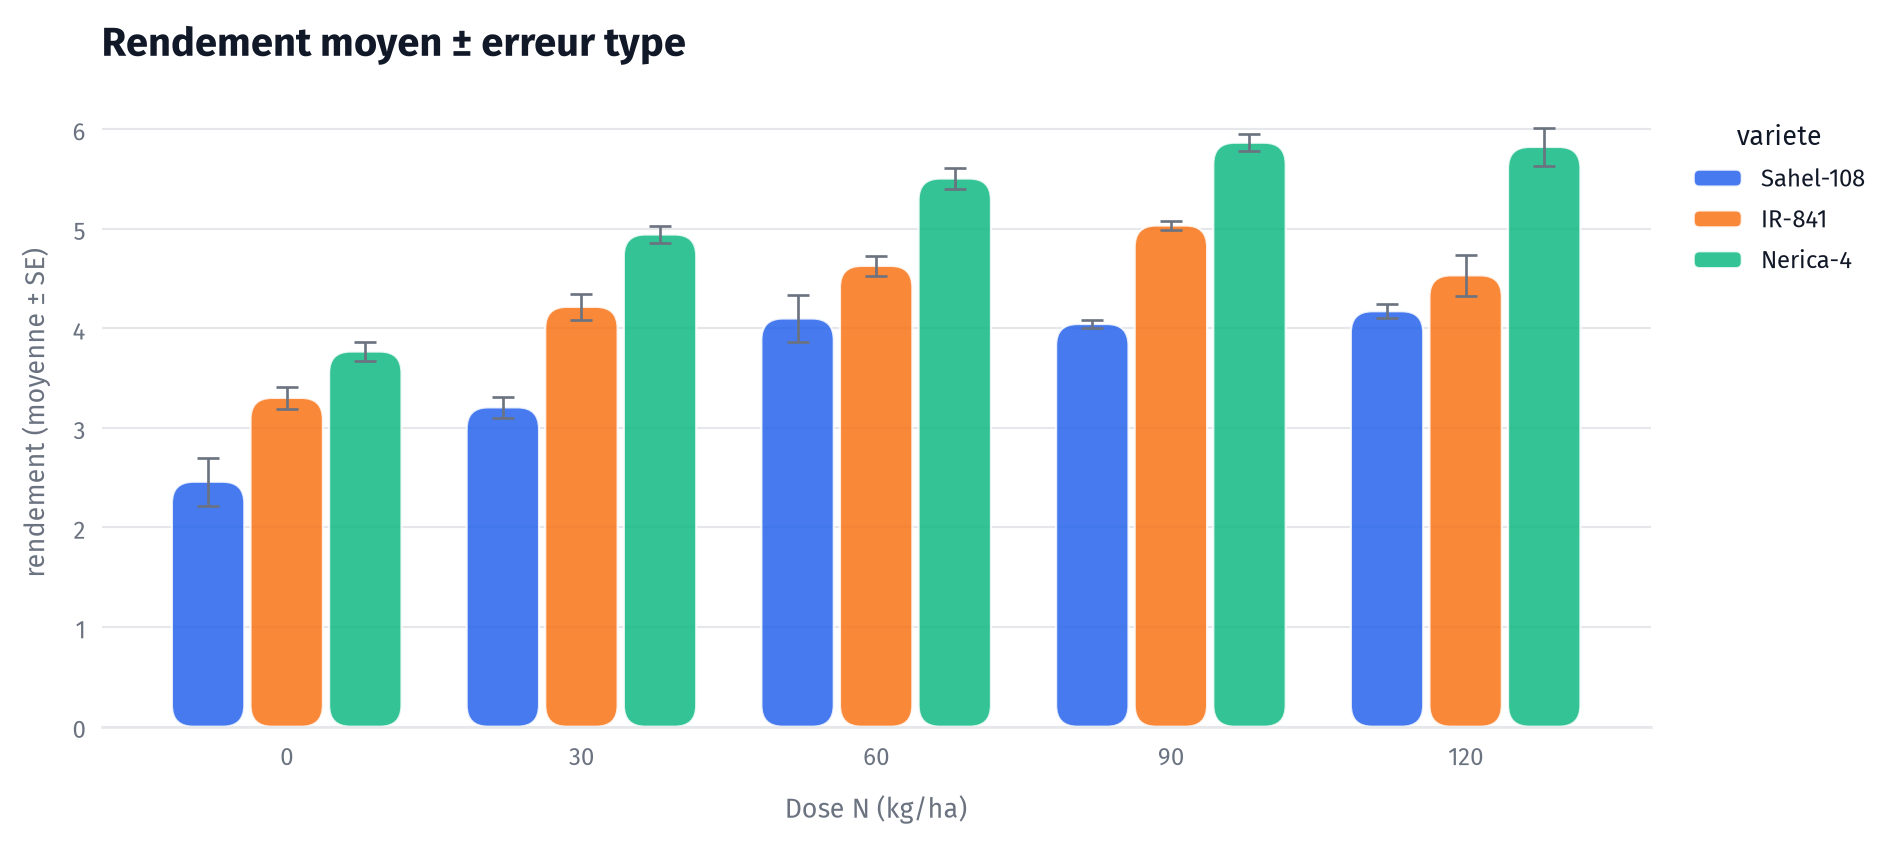 Rendement moyen ± erreur type
rendement (moyenne ± SE)
6
5
4
3
2
1
0
0
30
60
90
120
Dose N (kg/ha)
variete
Sahel-108
IR-841
Nerica-4